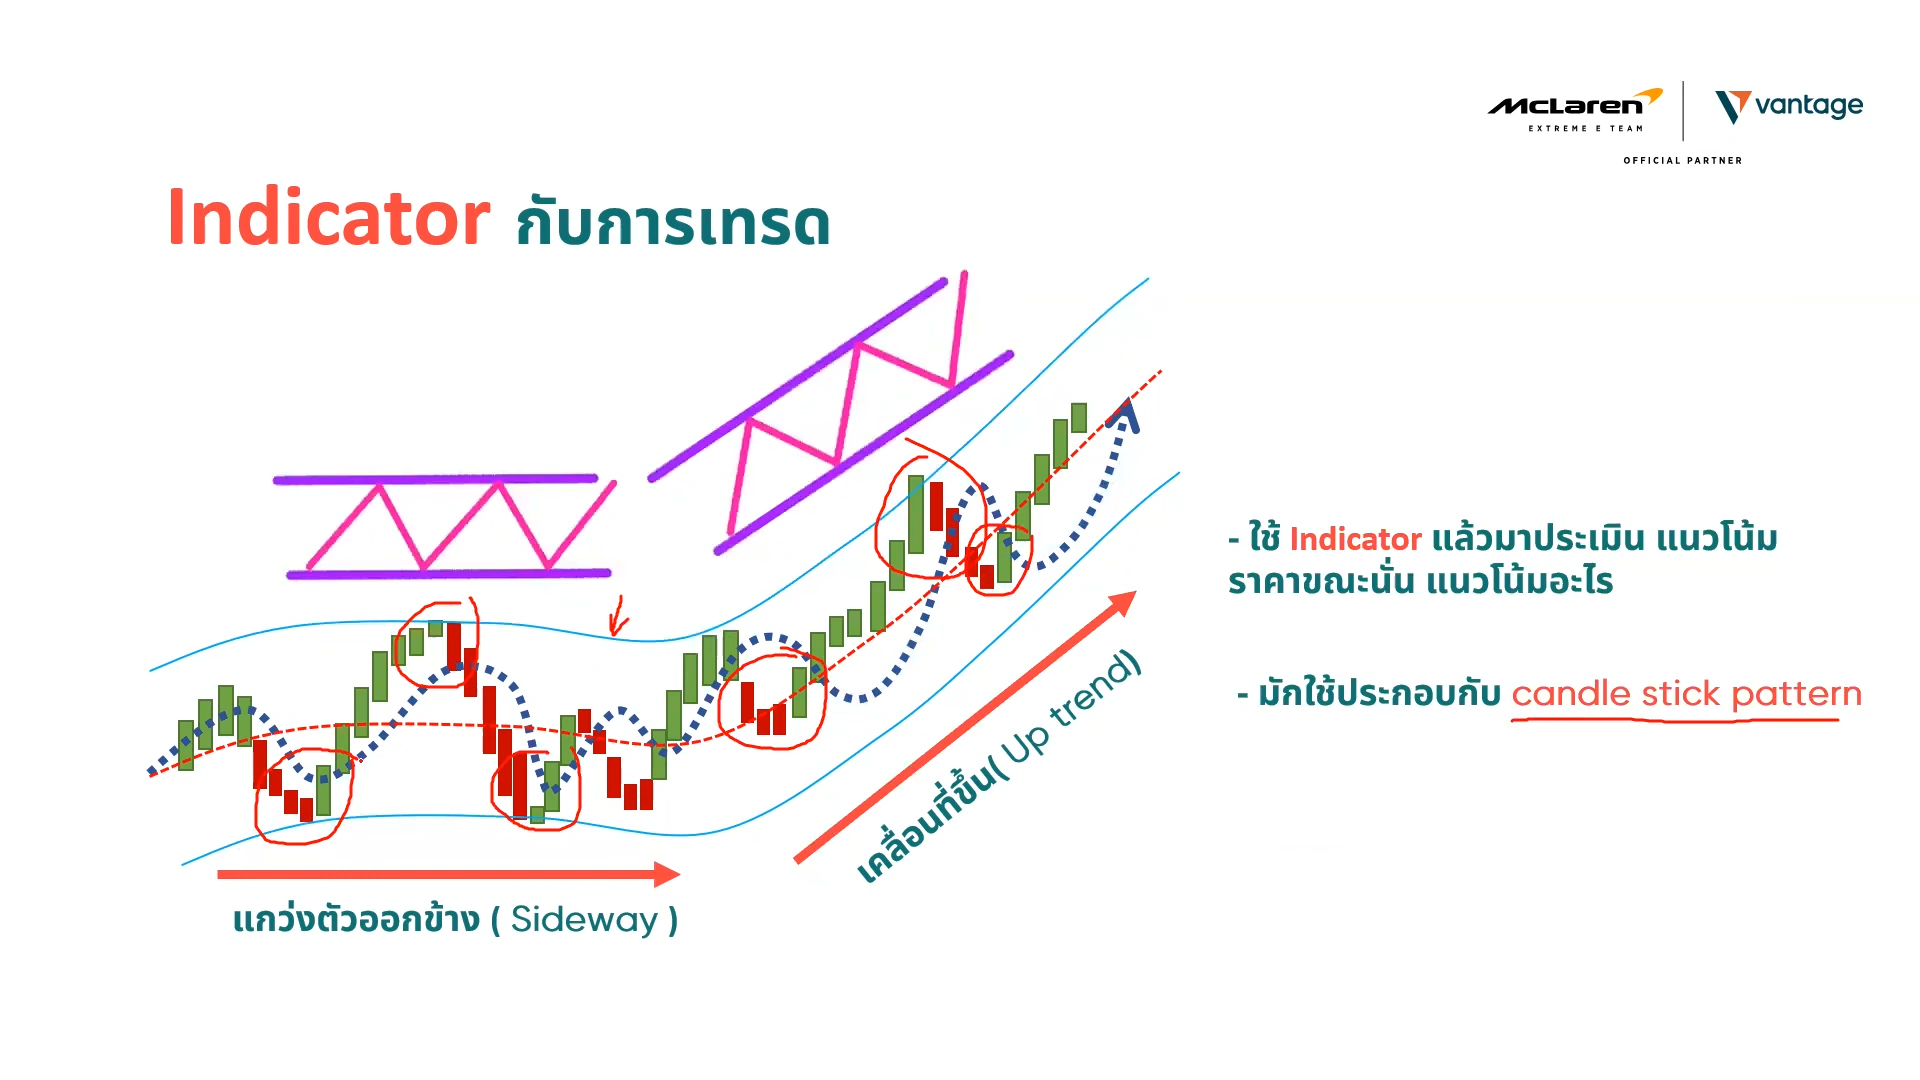 McLaren
EXTREME E TEAM
vantage
OFFICIAL PARTNER
Indicator กับการเทรด
- ใช้ Indicator แล้วมาประเมิน แนวโน้ม
ราคาขณะนั่น แนวโน้มอะไร
- มักใช้ประกอบกับ candle stick pattern
เคลื่อนที่ขึ้น( Up trend)
แกว่งตัวออกข้าง ( Sideway )